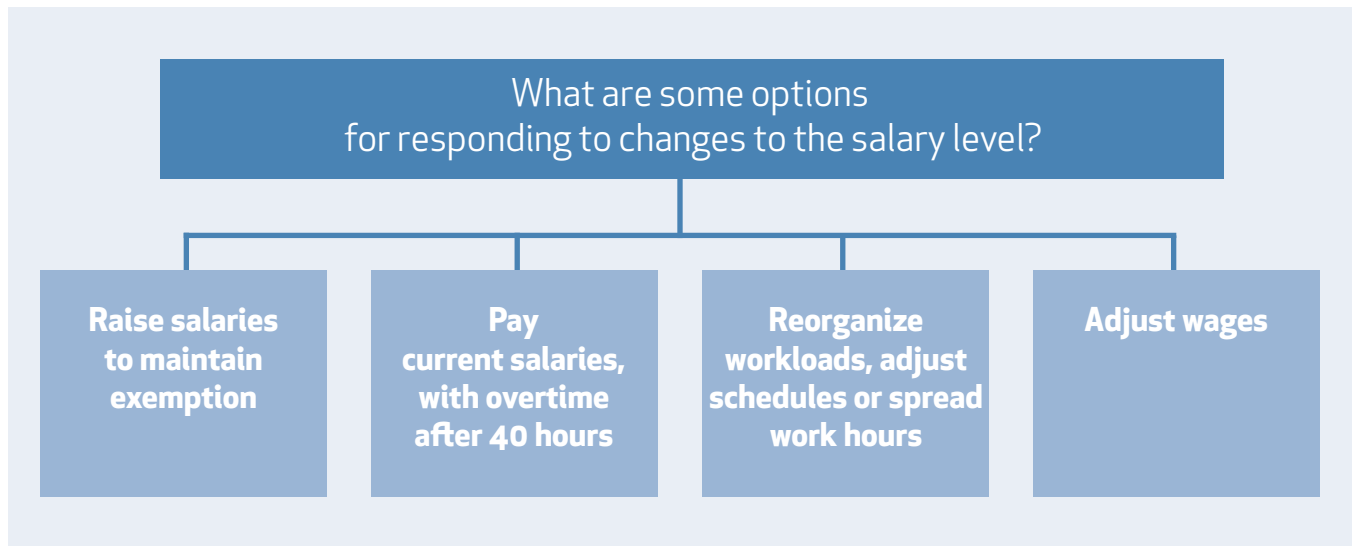 What are some options
for responding to changes to the salary level?
Raise salaries
to maintain
exemption
Pay
current salaries,
with overtime
after 40 hours
Reorganize
workloads, adjust
schedules or spread
work hours
Adjust wages